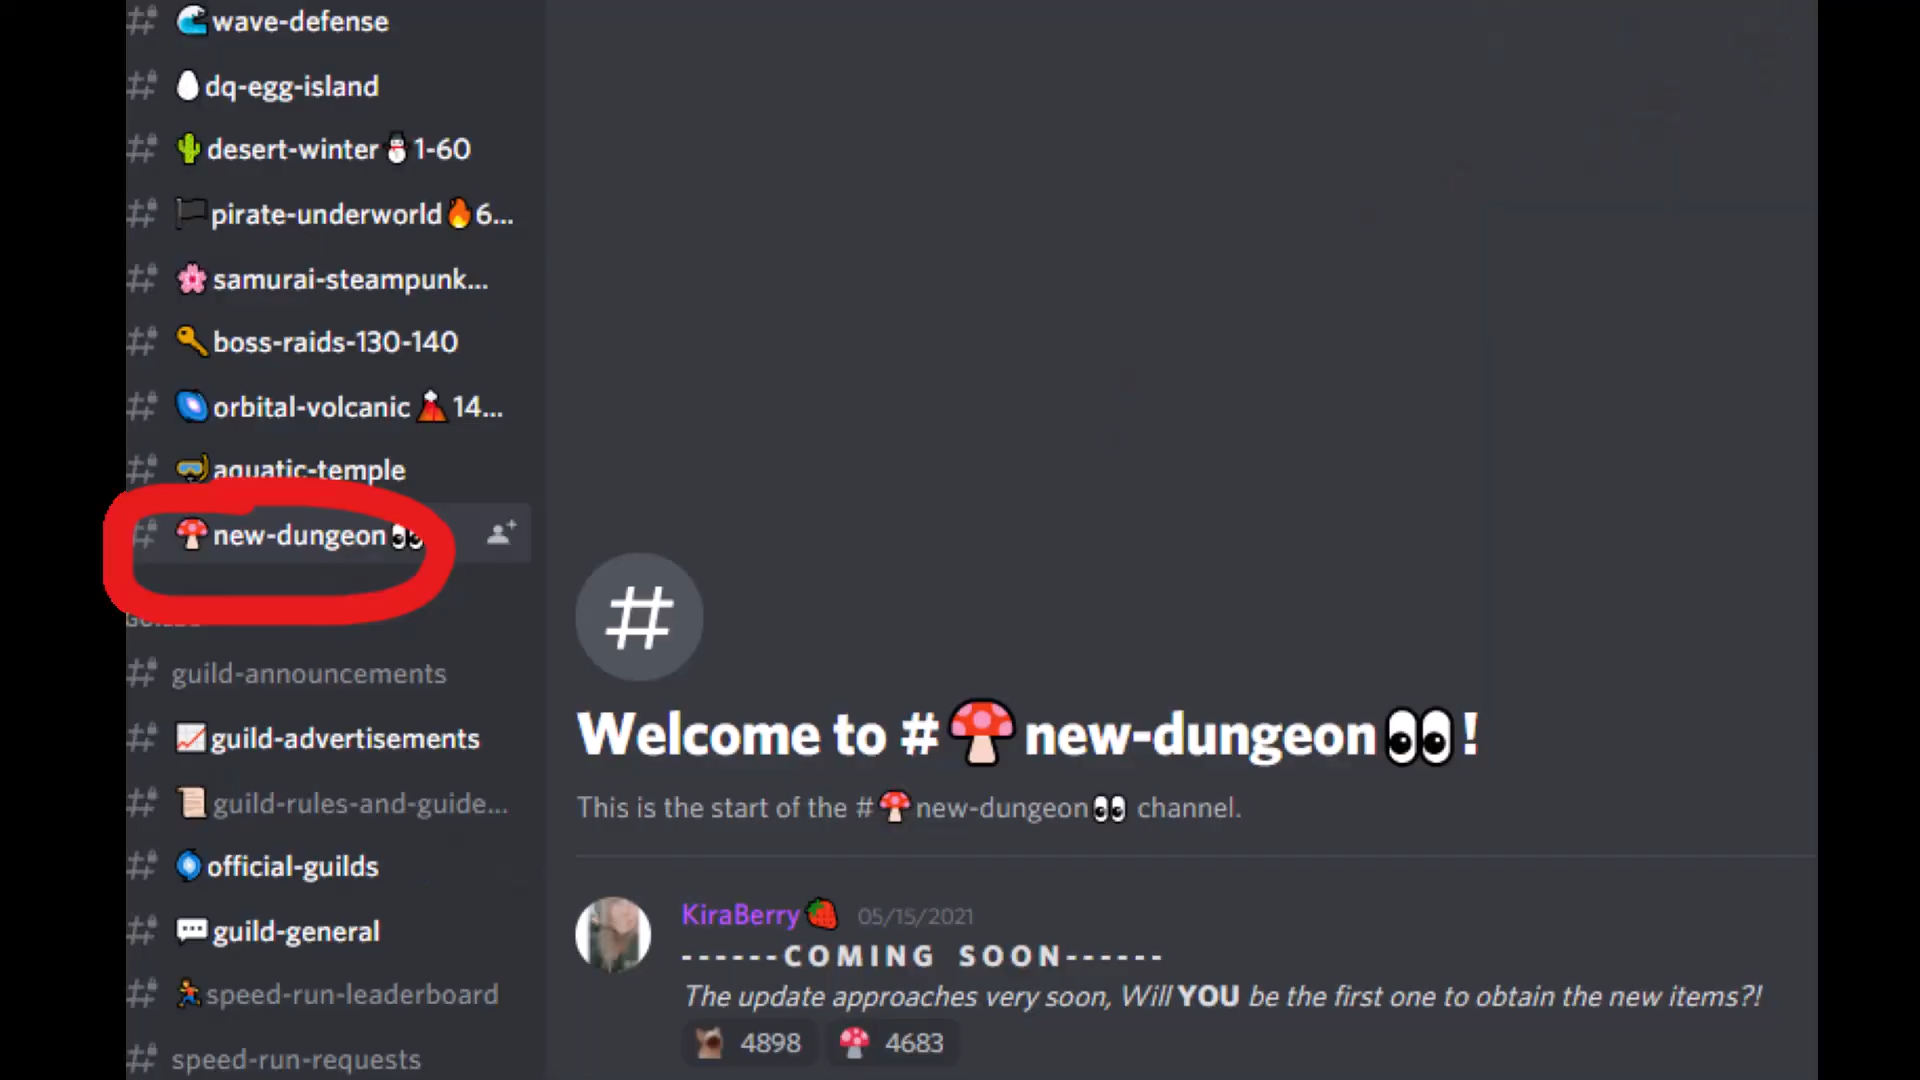 wave-defense
dq-egg-island
desert-winter⛄1-60
pirate-underworld🔥6...
samurai-steampunk...
boss-raids-130-140
orbital-volcanic🌋14...
aquatic-temple
new-dungeon👀
guild-announcements
guild-advertisements
guild-rules-and-guide...
official-guilds
guild-general
speed-run-leaderboard
speed-run-requests
Welcome to #🍄new-dungeon👀!
This is the start of the #🍄new-dungeon👀 channel.
KiraBerry🍓 05/15/2021
------COMING SOON------
The update approaches very soon, Will YOU be the first one to obtain the new items?!
4898 4683